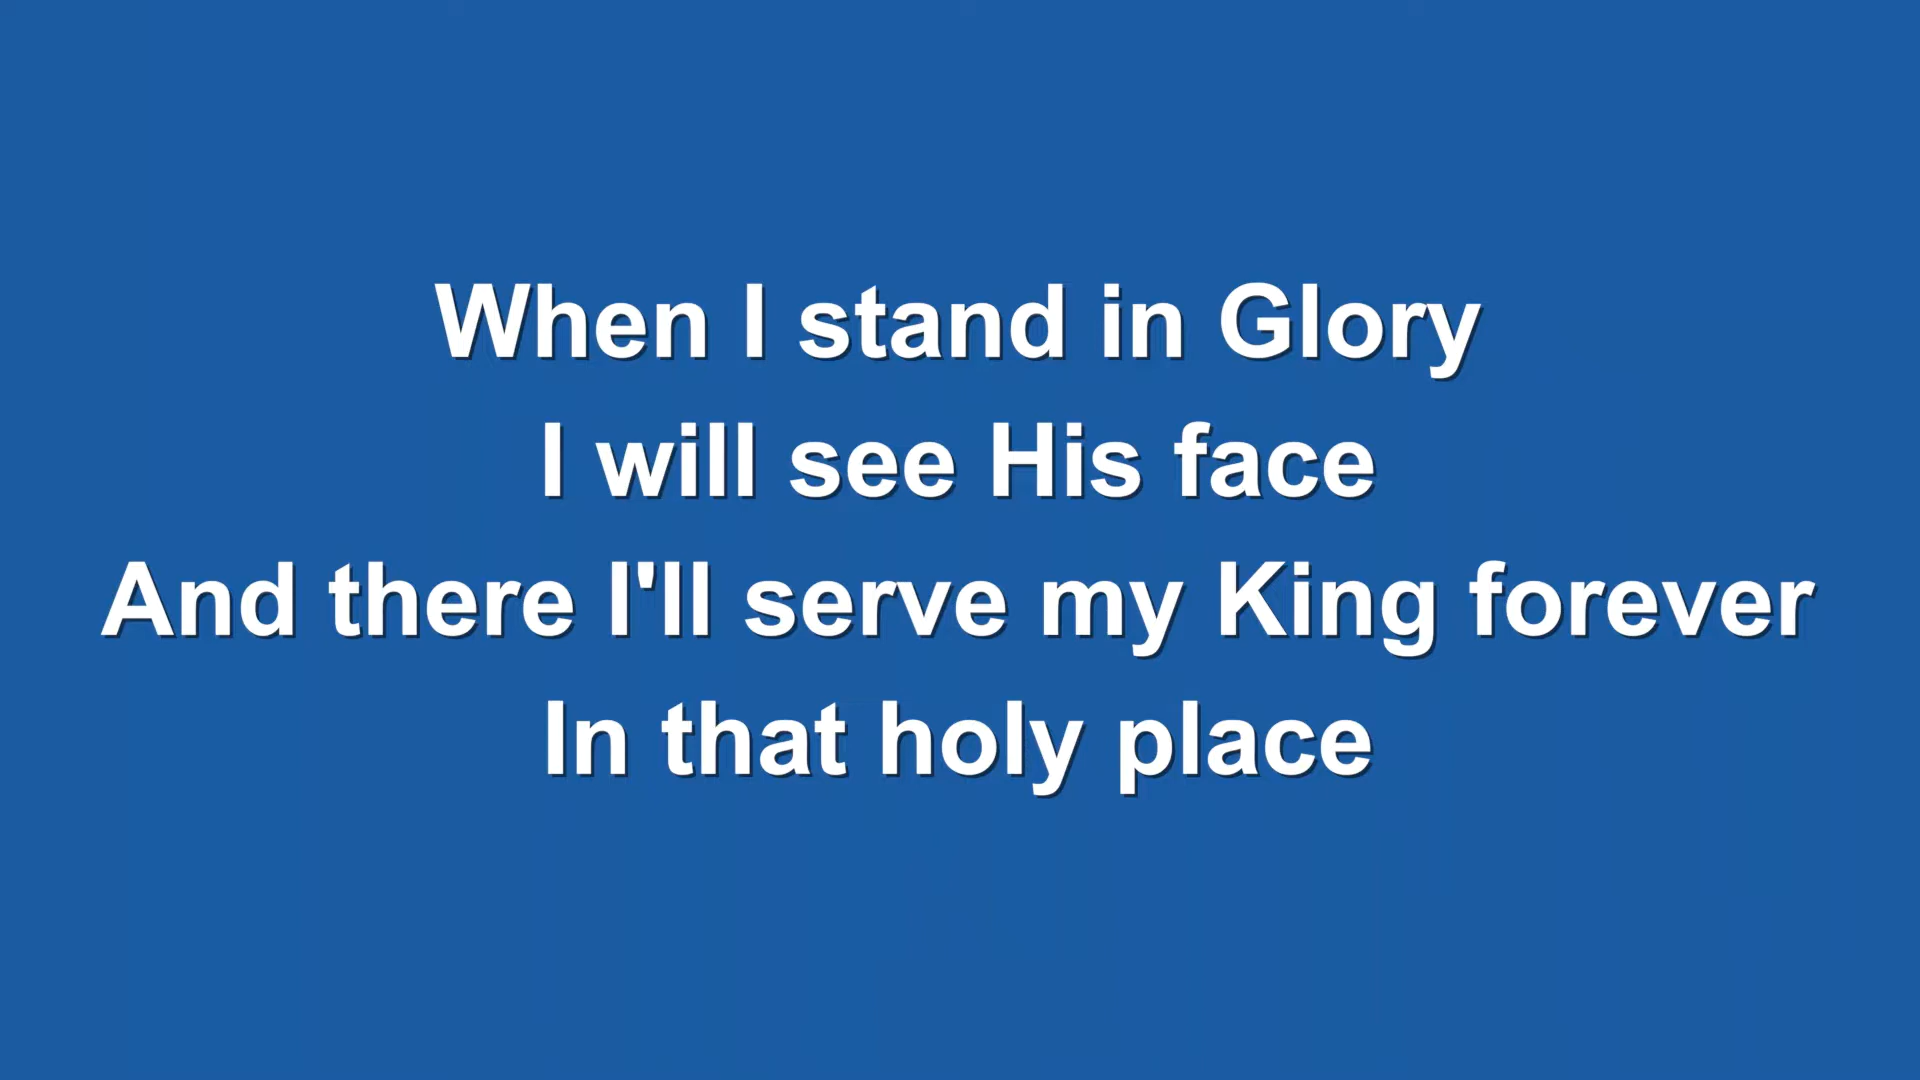 When I stand in Glory
I will see His face
And there I'll serve my King forever
In that holy place